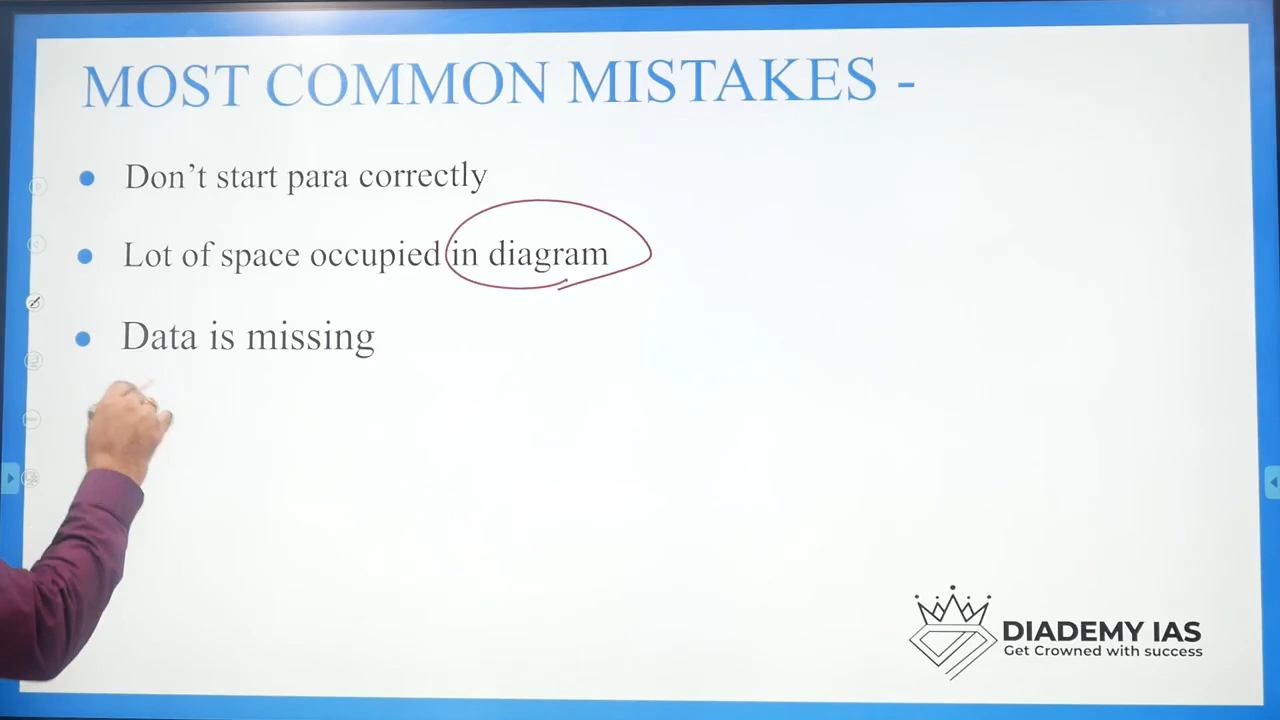 MOST COMMON MISTAKES -
Don't start para correctly
Lot of space occupied in diagram
Data is missing
DIADEMY IAS
Get Crowned with success